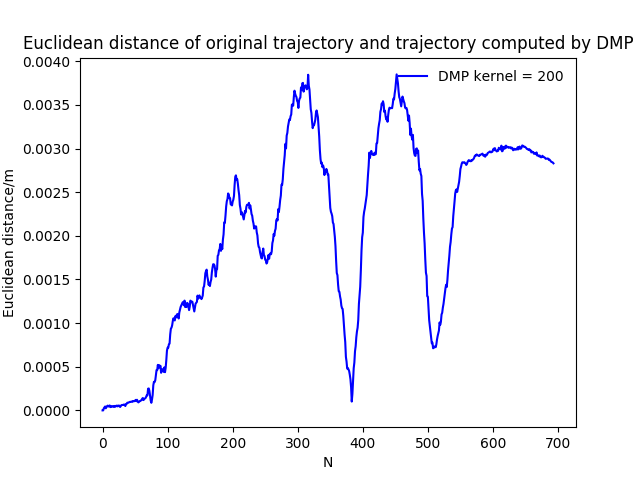 Euclidean distance of original trajectory and trajectory computed by DMP
DMP kernel = 200
Euclidean distance/m
0.0040
0.0035
0.0030
0.0025
0.0020
0.0015
0.0010
0.0005
0.0000
0 100 200 300 400 500 600 700
N